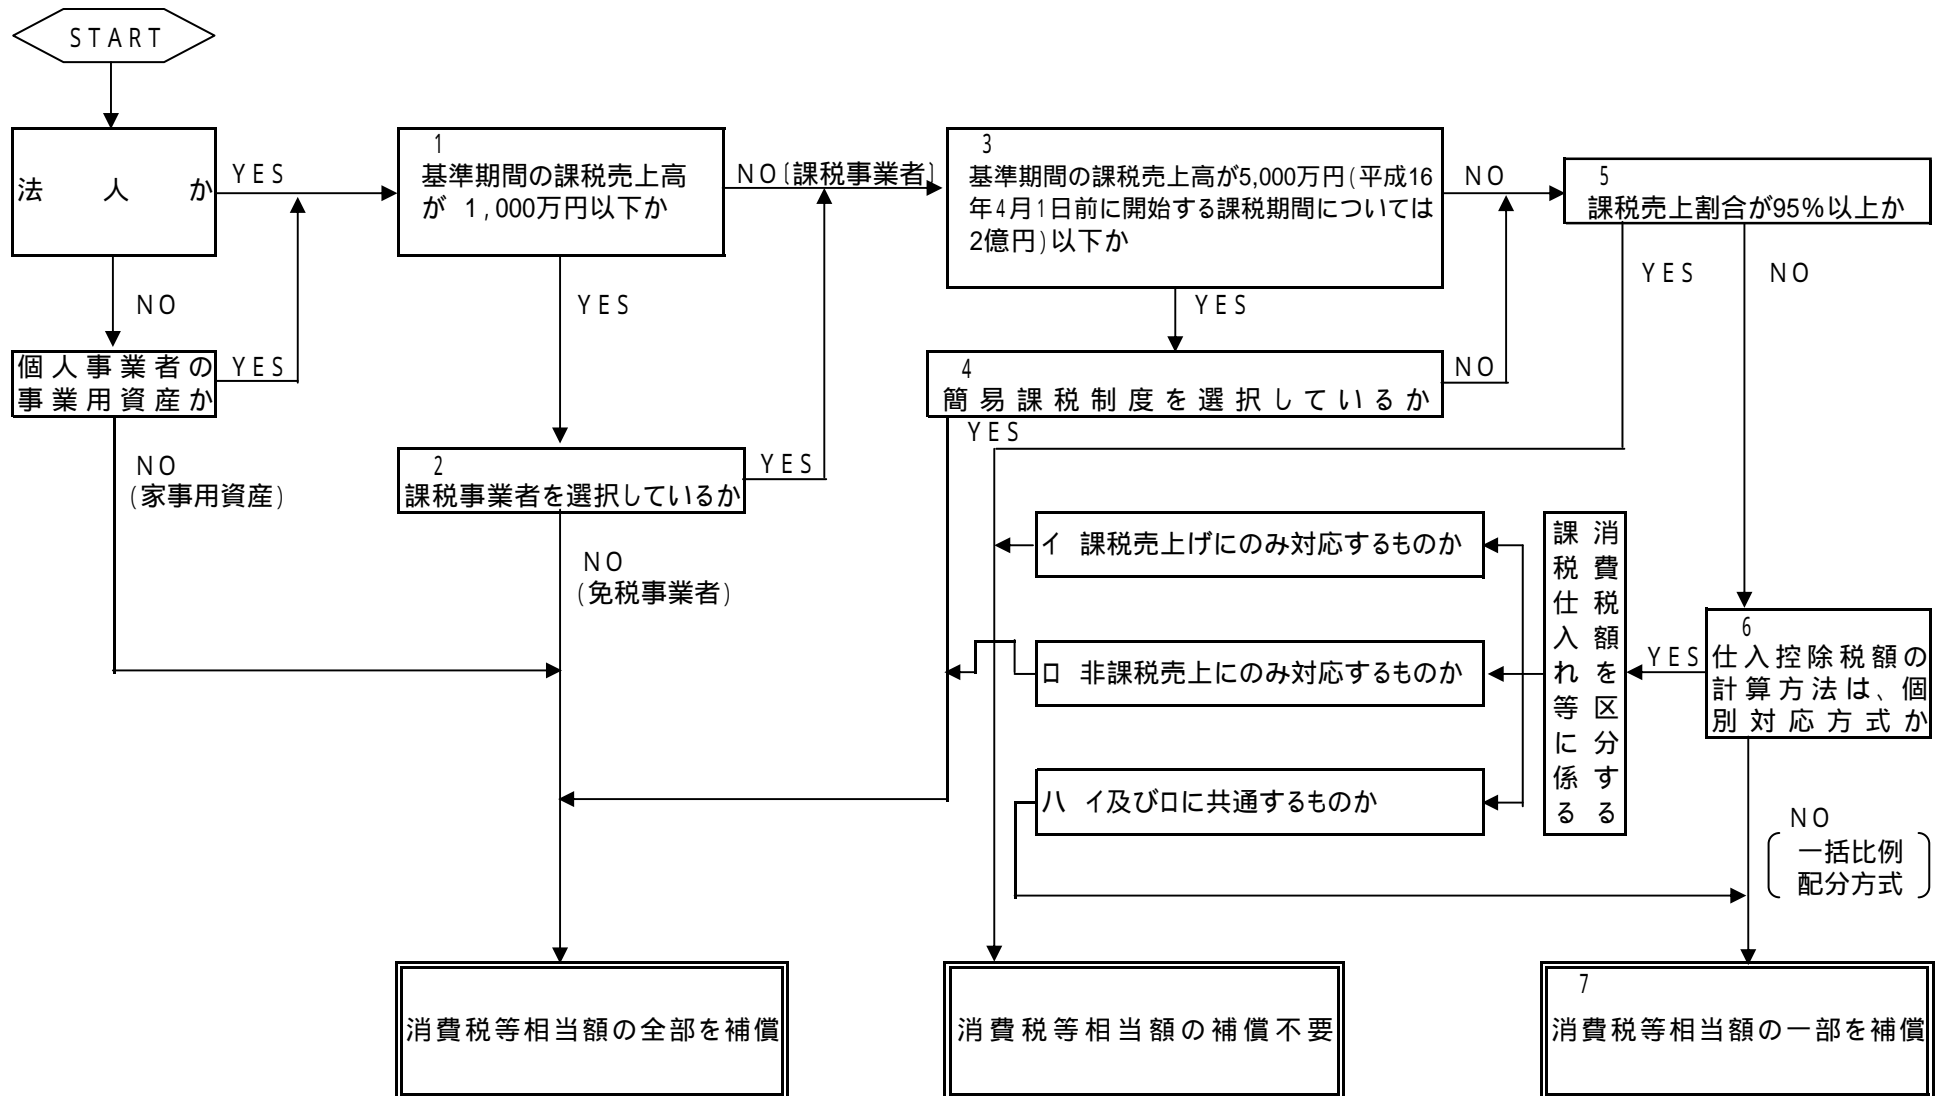 START
法人か
YES
NO
個人事業者の
事業用資産か
YES
NO
(家事用資産)
1
基準期間の課税売上高
が 1,000万円以下か
NO(課税事業者)
YES
2
課税事業者を選択しているか
YES
NO
(免税事業者)
3
基準期間の課税売上高が5,000万円(平成16
年4月1日前に開始する課税期間については
2億円)以下か
NO
YES
4
簡易課税制度を選択しているか
NO
YES
5
課税売上割合が95%以上か
YES
NO
6
仕入控除税額の
計算方法は、個
別対応方式か
YES
NO
一括比例
配分方式
消費税額を区分する
課税仕入れ等に係る
イ 課税売上げにのみ対応するものか
ロ 非課税売上にのみ対応するものか
ハ イ及びロに共通するものか
消費税等相当額の全部を補償
消費税等相当額の補償不要
7
消費税等相当額の一部を補償